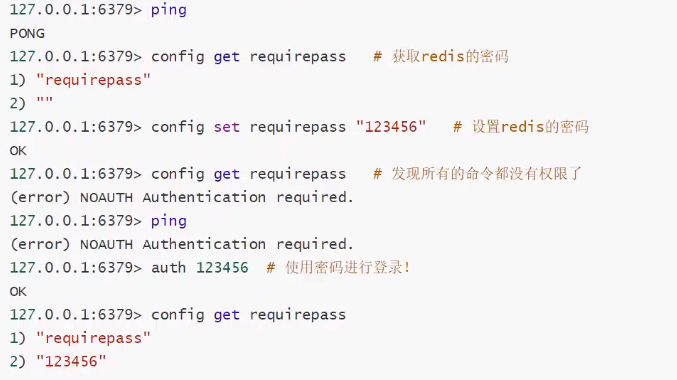 127.0.0.1:6379> ping
PONG
127.0.0.1:6379> config get requirepass # 获取redis的密码
1) "requirepass"
2) ""
127.0.0.1:6379> config set requirepass "123456" # 设置redis的密码
OK
127.0.0.1:6379> config get requirepass # 发现所有的命令都没有权限了
(error) NOAUTH Authentication required.
127.0.0.1:6379> ping
(error) NOAUTH Authentication required.
127.0.0.1:6379> auth 123456 # 使用密码进行登录!
OK
127.0.0.1:6379> config get requirepass
1) "requirepass"
2) "123456"